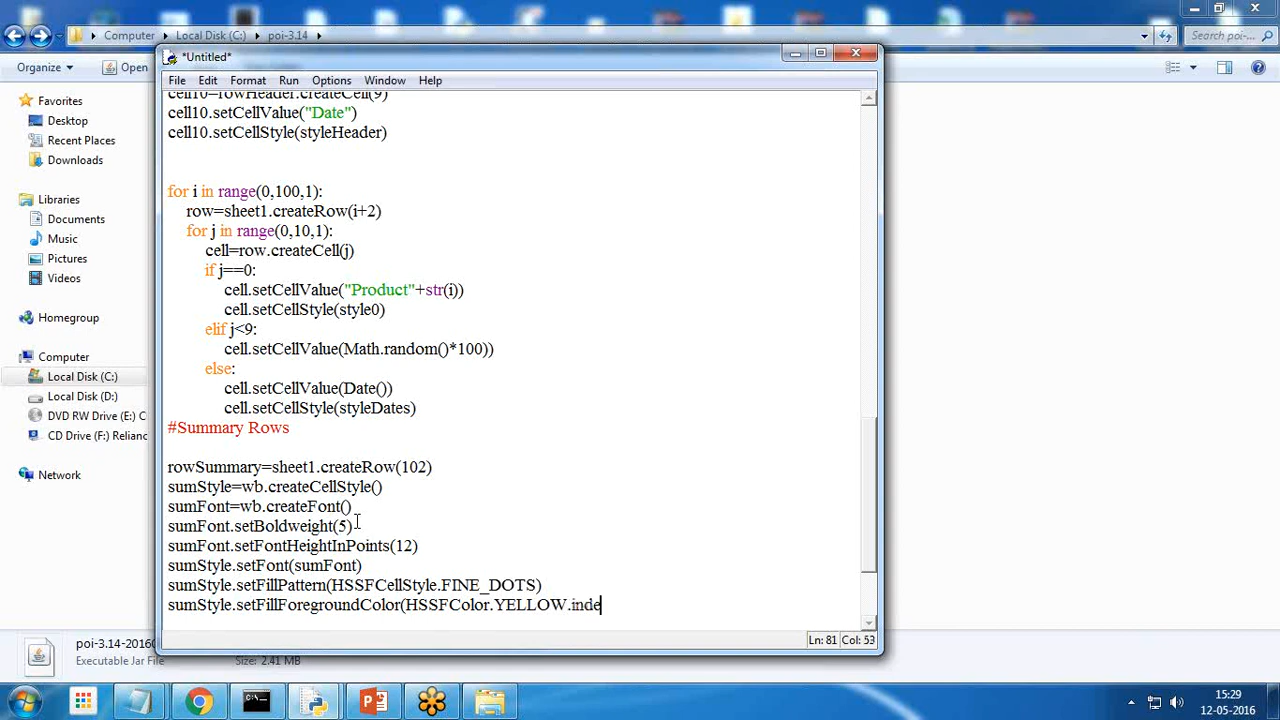 Computer
Local Disk (C:)
poi-3.14
Search poi-...
Organize
Open
*Untitled*
File Edit Format Run Options Window Help
Favorites
Desktop
Recent Places
Downloads
Libraries
Documents
Music
Pictures
Videos
Homegroup
Computer
Local Disk (C:)
Local Disk (D:)
DVD RW Drive (E:) C
CD Drive (F:) Relianc
Network
cell10=rowHeader.createCell(9)
cell10.setCellValue("Date")
cell10.setCellStyle(styleHeader)
for i in range(0,100,1):
row=sheet1.createRow(i+2)
for j in range(0,10,1):
cell=row.createCell(j)
if j==0:
cell.setCellValue("Product"+str(i))
cell.setCellStyle(style0)
elif j<9:
cell.setCellValue(Math.random()*100))
else:
cell.setCellValue(Date())
cell.setCellStyle(styleDates)
#Summary Rows
rowSummary=sheet1.createRow(102)
sumStyle=wb.createCellStyle()
sumFont=wb.createFont()
sumFont.setBoldweight(5)
sumFont.setFontHeightInPoints(12)
sumStyle.setFont(sumFont)
sumStyle.setFillPattern(HSSFCellStyle.FINE_DOTS)
sumStyle.setFillForegroundColor(HSSFColor.YELLOW.inde
Ln: 81 Col: 53
poi-3.14-20160
Executable Jar File
Size: 2.41 MB
15:29
12-05-2016